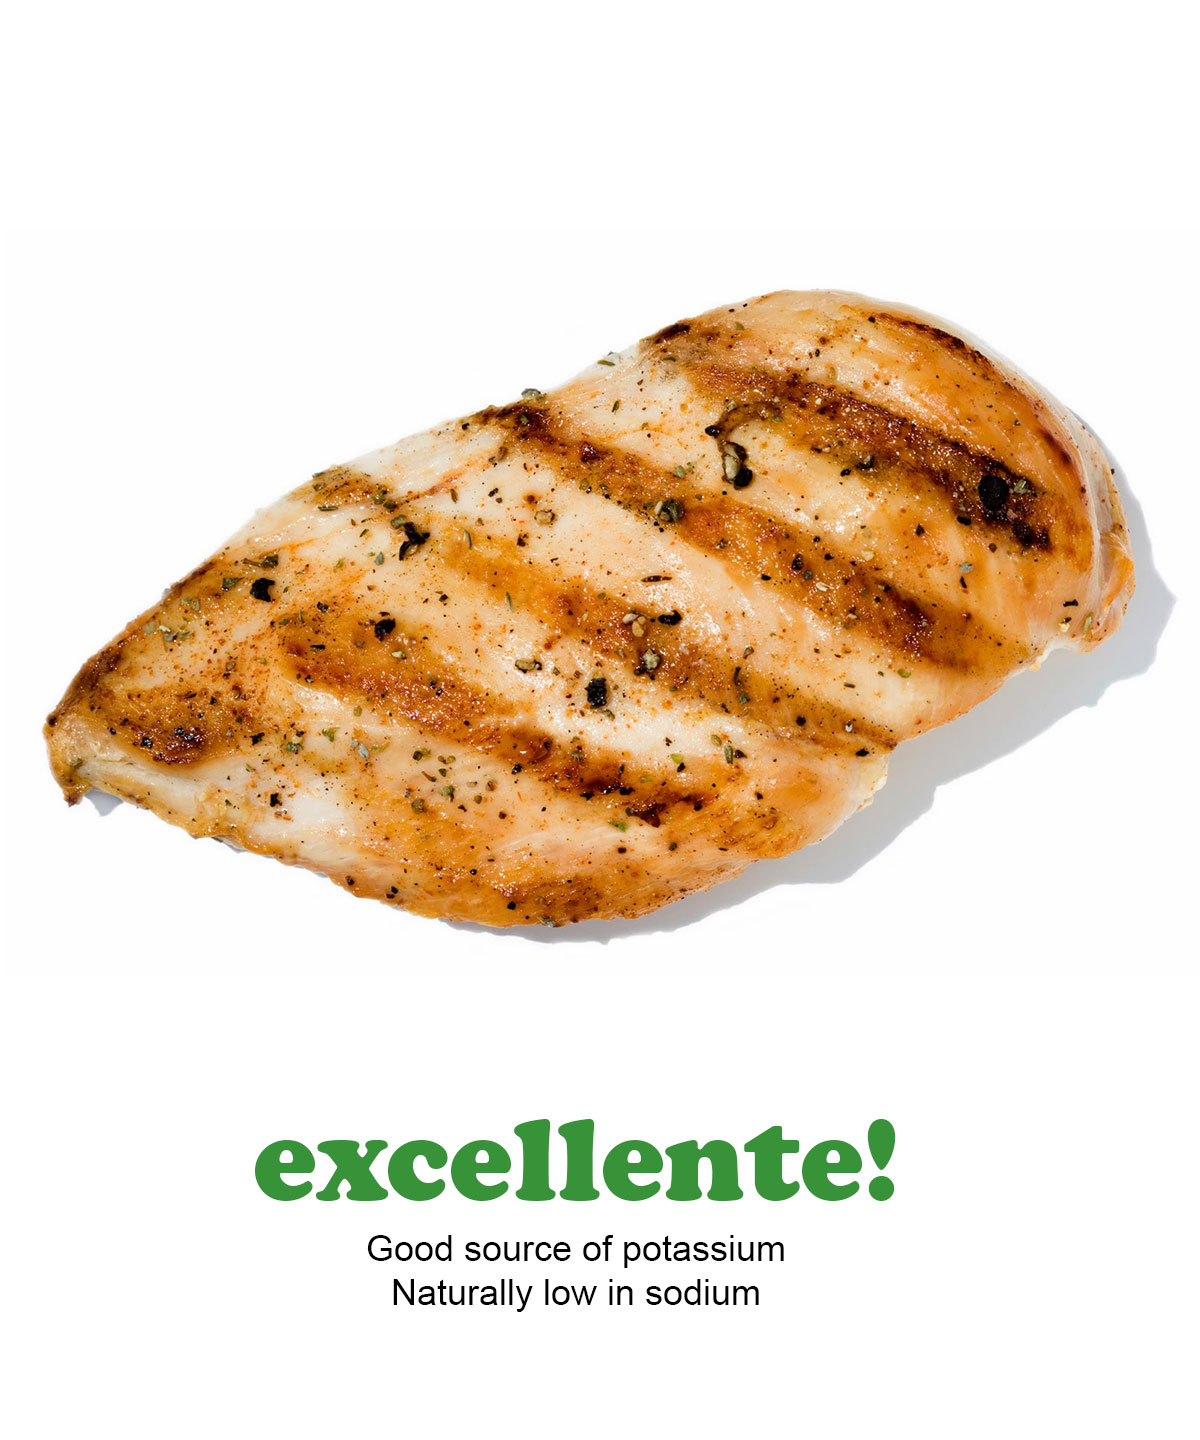 excellente!
Good source of potassium
Naturally low in sodium